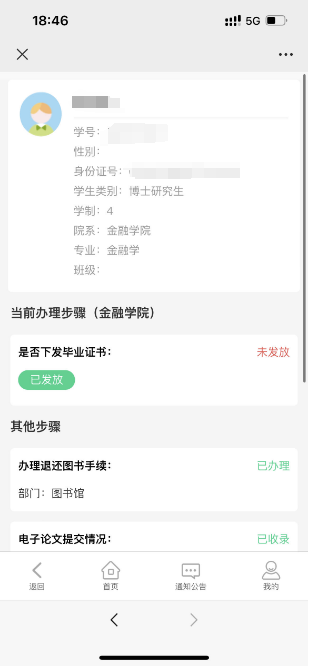 18:46
5G
学号：
性别：
身份证号：
学生类别：博士研究生
学制：4
院系：金融学院
专业：金融学
班级：
当前办理步骤（金融学院）
是否下发毕业证书： 未发放
已发放
其他步骤
办理退还图书手续： 已办理
部门：图书馆
电子论文提交情况： 已收录
返回 首页 通知公告 我的